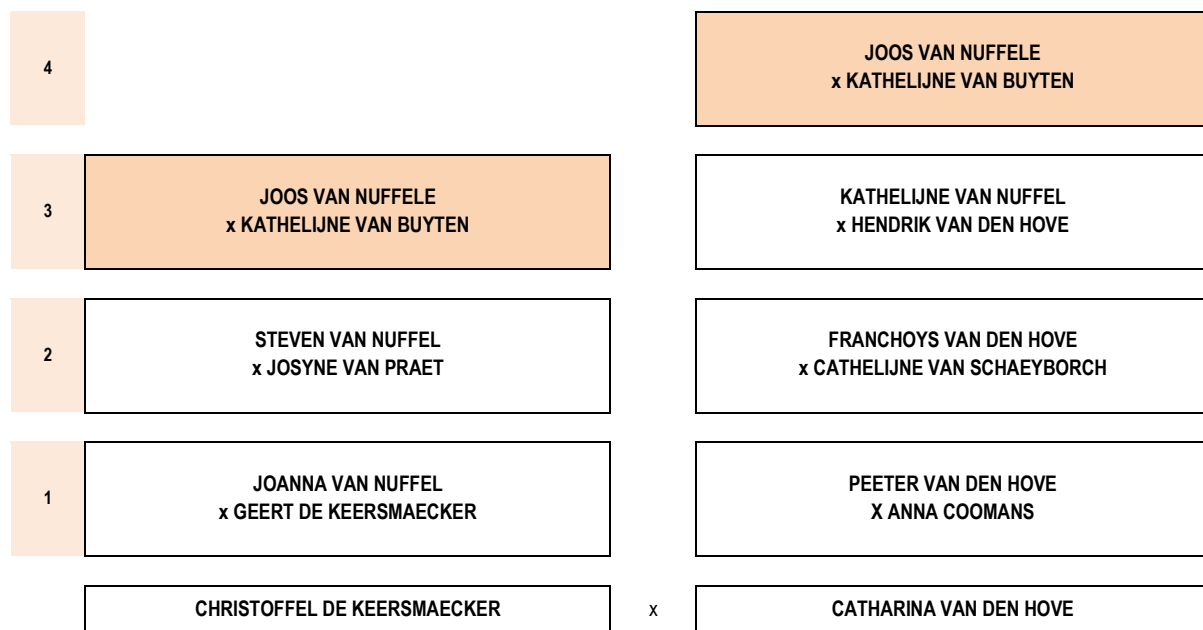 4
JOOS VAN NUFFELE
x KATHELIJNE VAN BUYTEN
3
JOOS VAN NUFFELE
x KATHELIJNE VAN BUYTEN
KATHELIJNE VAN NUFFEL
x HENDRIK VAN DEN HOVE
2
STEVEN VAN NUFFEL
x JOSYNE VAN PRAET
FRANCHOYS VAN DEN HOVE
x CATHELIJNE VAN SCHAEYBORCH
1
JOANNA VAN NUFFEL
x GEERT DE KEERSMAECKER
PEETER VAN DEN HOVE
X ANNA COOMANS
CHRISTOFFEL DE KEERSMAECKER x CATHARINA VAN DEN HOVE